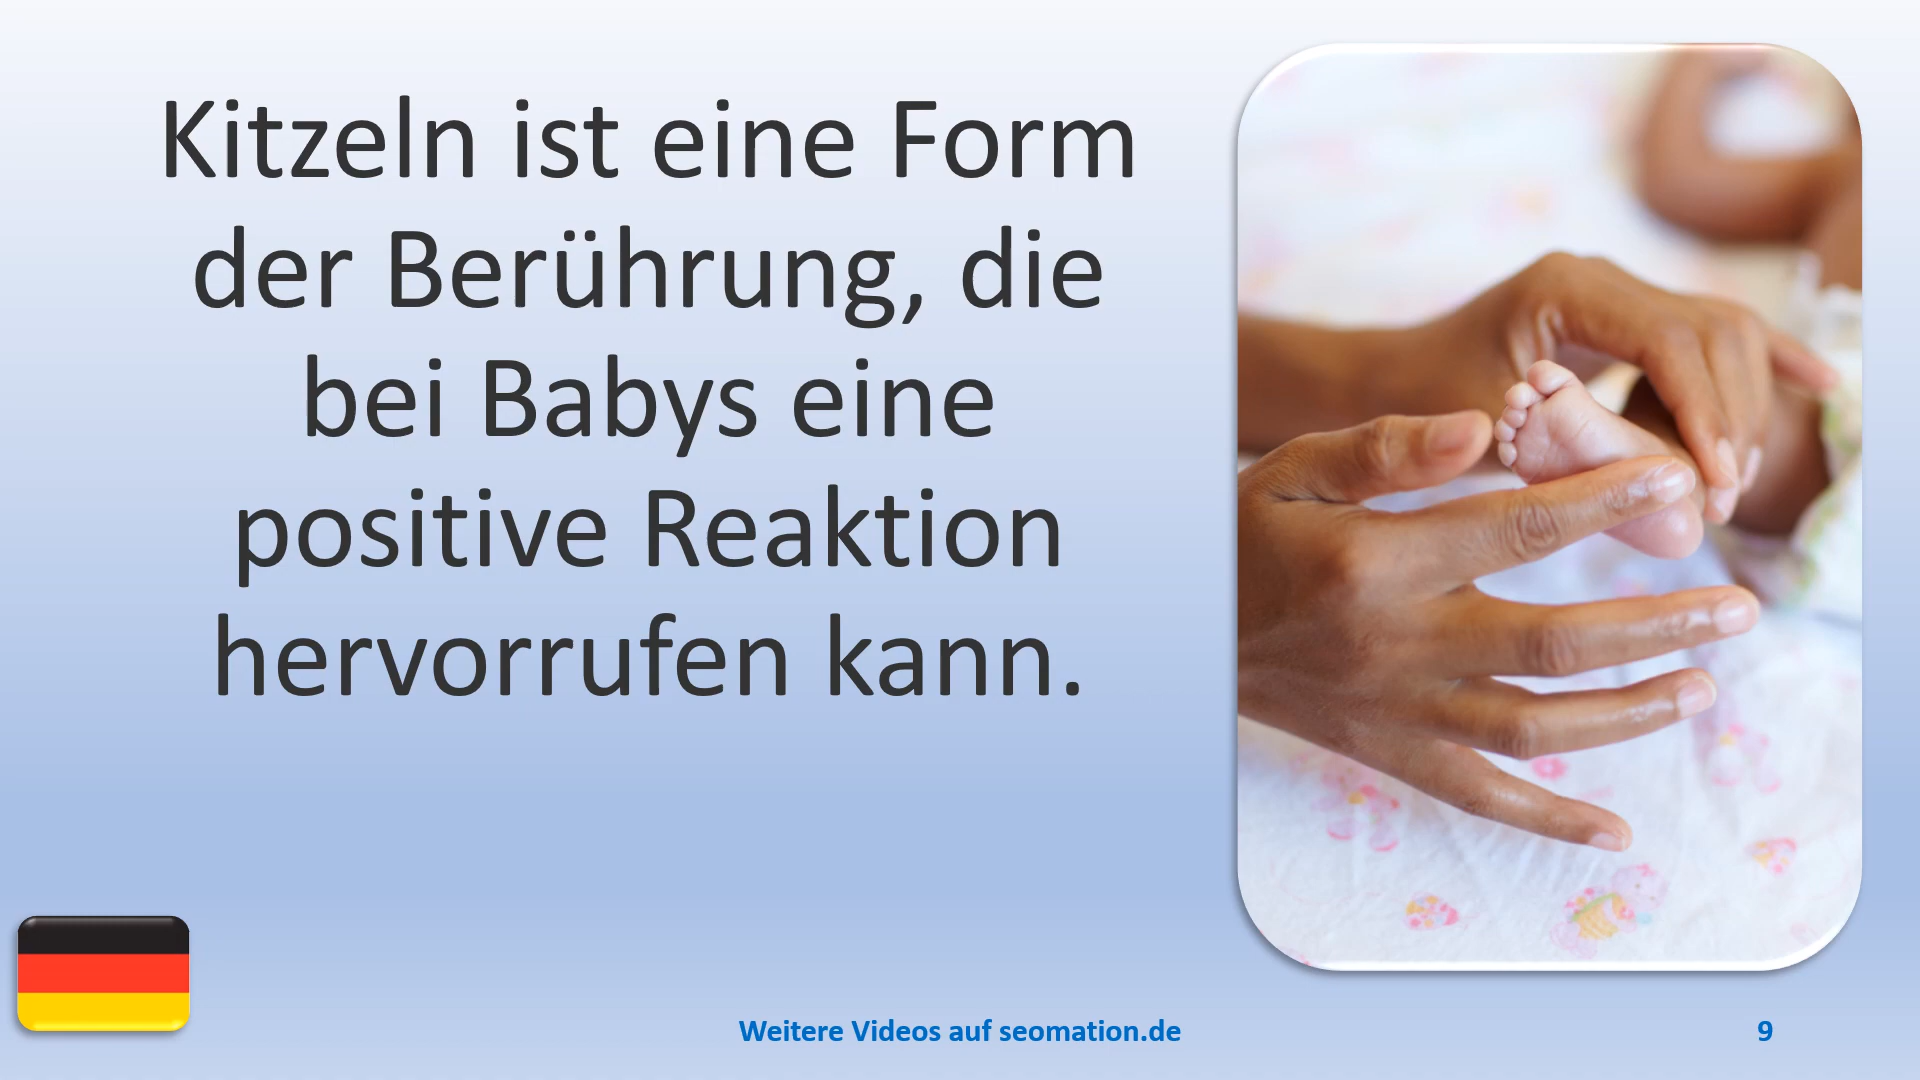 Kitzeln ist eine Form
der Berührung, die
bei Babys eine
positive Reaktion
hervorrufen kann.
Weitere Videos auf seomation.de
9